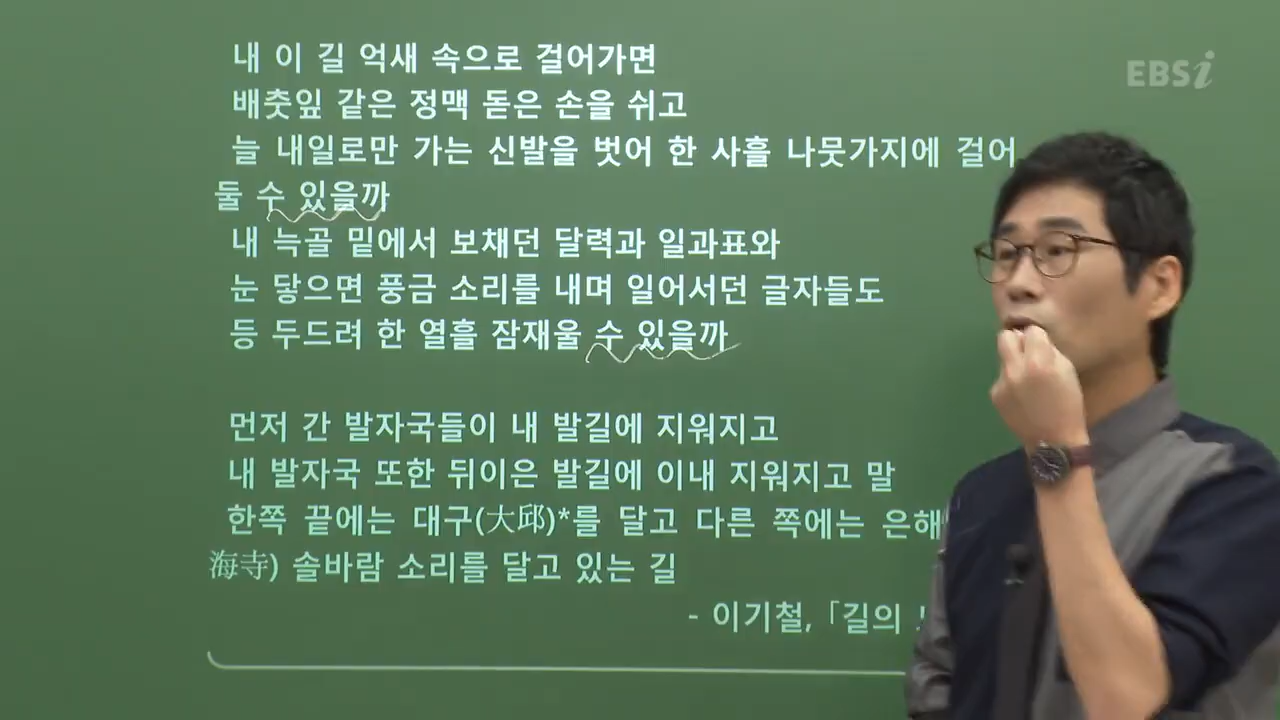 EBSi
내 이 길 억새 속으로 걸어가면
배춧잎 같은 정맥 돋은 손을 쉬고
늘 내일로만 가는 신발을 벗어 한 사흘 나뭇가지에 걸어
둘 수 있을까
내 늑골 밑에서 보채던 달력과 일과표와
눈 닿으면 풍금 소리를 내며 일어서던 글자들도
등 두드려 한 열흘 잠재울 수 있을까
먼저 간 발자국들이 내 발길에 지워지고
내 발자국 또한 뒤이은 발길에 이내 지워지고 말
한쪽 끝에는 대구(大邱)*를 달고 다른 쪽에는 은해
海寺) 솔바람 소리를 달고 있는 길
- 이기철, 「길의